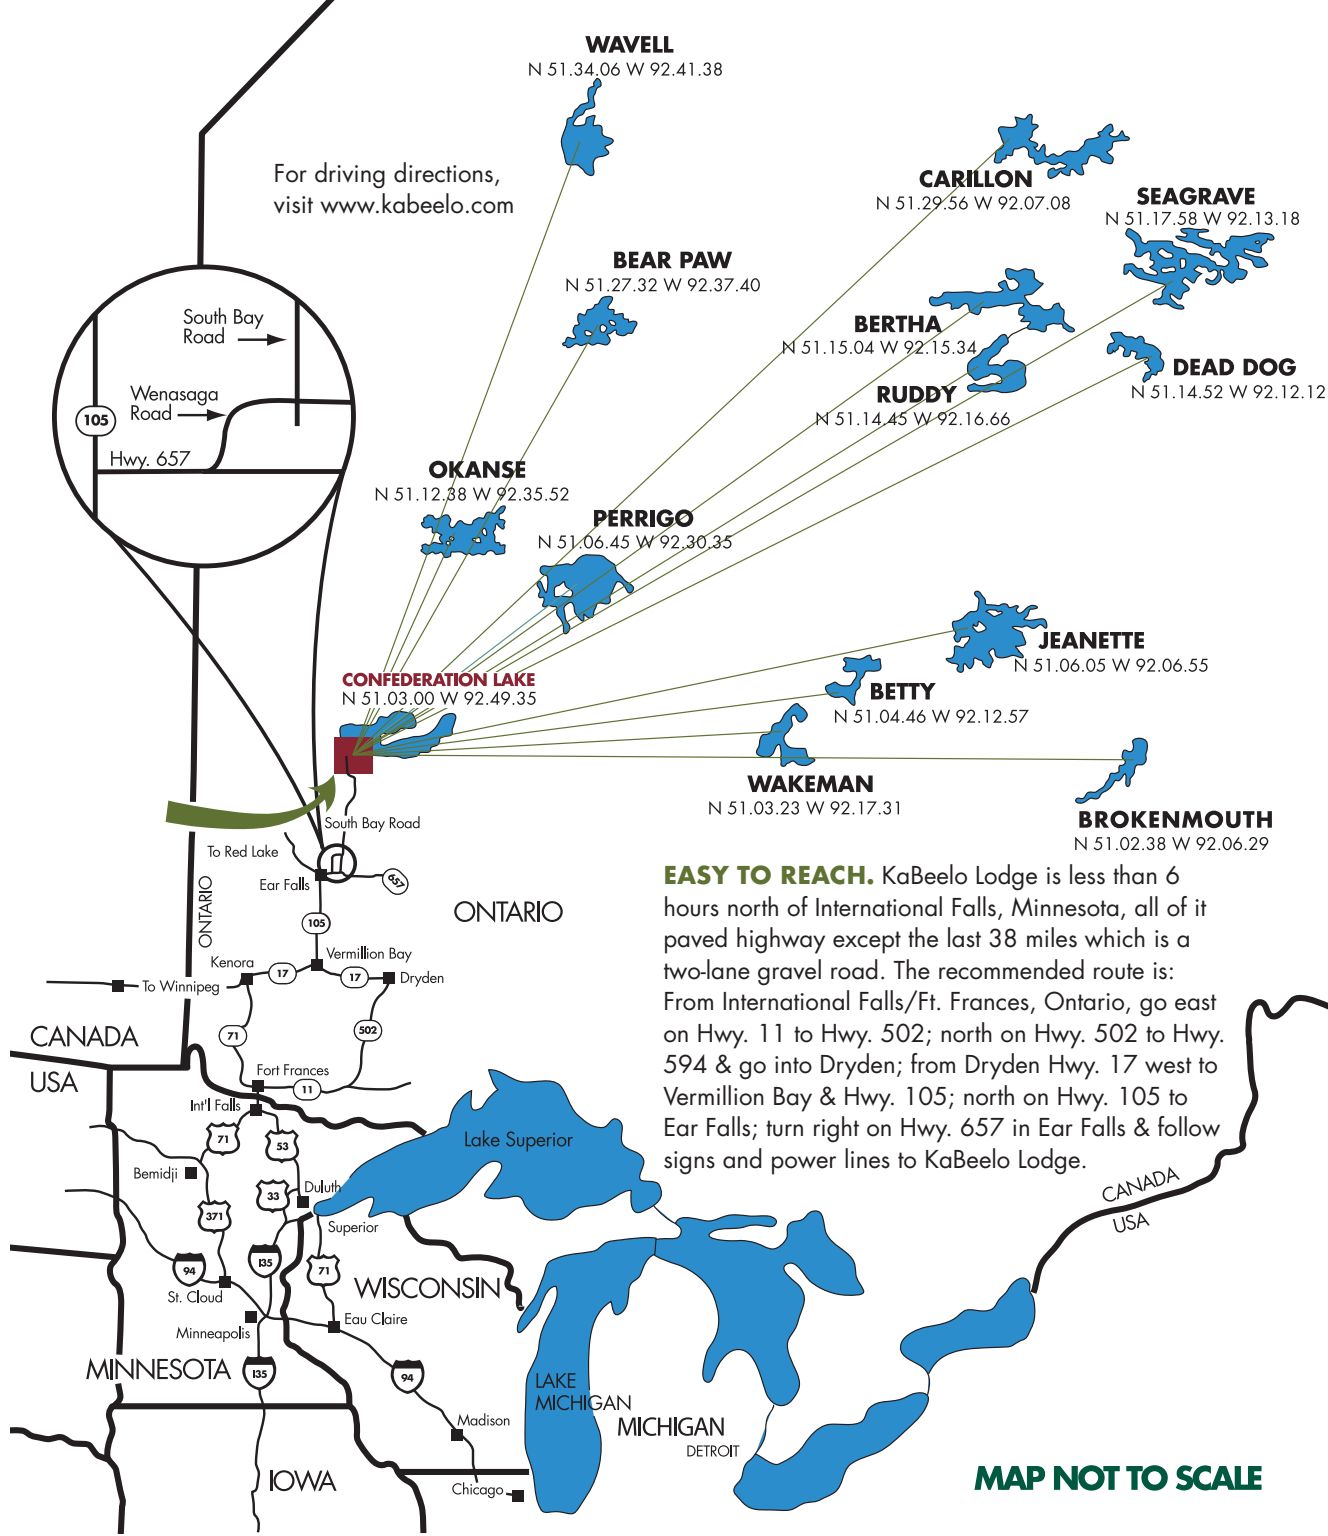 WAVELL
N 51.34.06 W 92.41.38
For driving directions,
visit www.kabeelo.com
CARILLON
N 51.29.56 W 92.07.08
SEAGRAVE
N 51.17.58 W 92.13.18
BEAR PAW
N 51.27.32 W 92.37.40
BERTHA
N 51.15.04 W 92.15.34
RUDDY
N 51.14.45 W 92.16.66
DEAD DOG
N 51.14.52 W 92.12.12
South Bay
Road
Wenasaga
Road
105
Hwy. 657
OKANSE
N 51.12.38 W 92.35.52
PERRIGO
N 51.06.45 W 92.30.35
JEANETTE
N 51.06.05 W 92.06.55
CONFEDERATION LAKE
N 51.03.00 W 92.49.35
BETTY
N 51.04.46 W 92.12.57
WAKEMAN
N 51.03.23 W 92.17.31
BROKENMOUTH
N 51.02.38 W 92.06.29
South Bay Road
To Red Lake
Ear Falls
657
ONTARIO
105
ONTARIO
Vermillion Bay
Kenora
17
17
Dryden
To Winnipeg
71
502
CANADA
USA
Fort Frances
11
Int'l Falls
EASY TO REACH. KaBeelo Lodge is less than 6
hours north of International Falls, Minnesota, all of it
paved highway except the last 38 miles which is a
two-lane gravel road. The recommended route is:
From International Falls/Ft. Frances, Ontario, go east
on Hwy. 11 to Hwy. 502; north on Hwy. 502 to Hwy.
594 & go into Dryden; from Dryden Hwy. 17 west to
Vermillion Bay & Hwy. 105; north on Hwy. 105 to
Ear Falls; turn right on Hwy. 657 in Ear Falls & follow
signs and power lines to KaBeelo Lodge.
71
53
Lake Superior
Bemidji
33
Duluth
371
Superior
CANADA
USA
94
135
71
WISCONSIN
St. Cloud
Eau Claire
Minneapolis
MINNESOTA
135
94
LAKE
MICHIGAN
Madison
MICHIGAN
DETROIT
IOWA
Chicago
MAP NOT TO SCALE